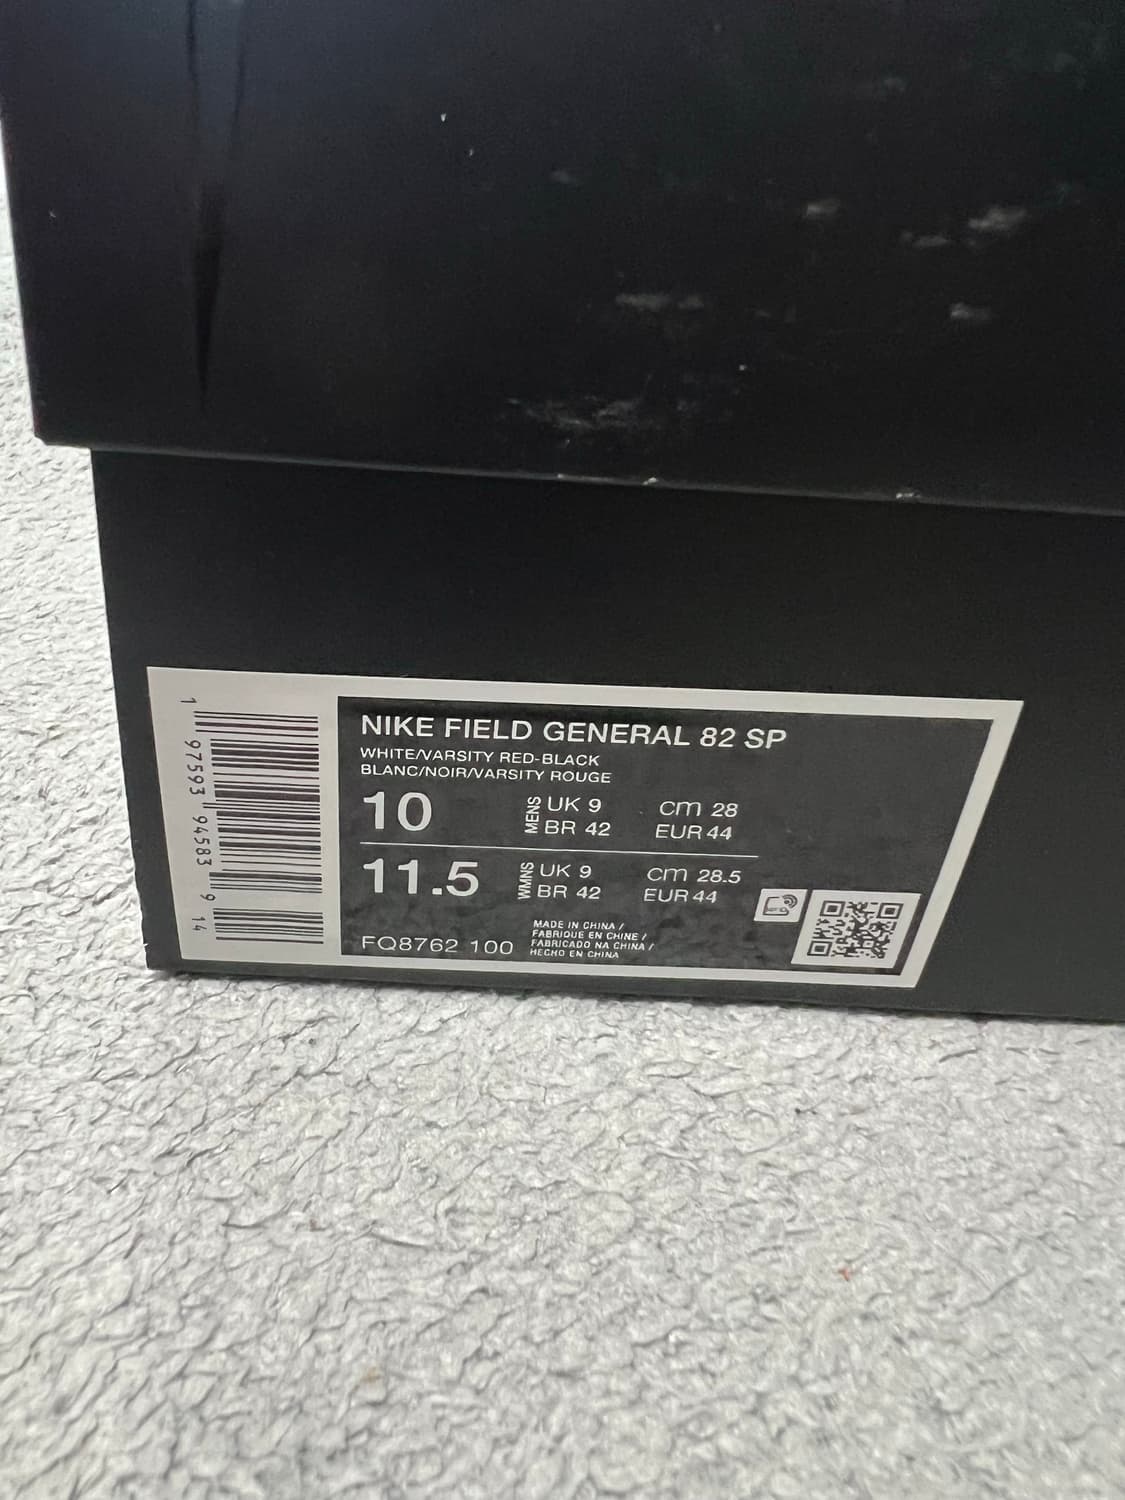 NIKE FIELD GENERAL 82 SP
WHITE/VARSITY RED-BLACK
BLANC/NOIR/VARSITY ROUGE
10 MENS UK 9 cm 28
BR 42 EUR 44
11.5 WMNS UK 9 cm 28.5
BR 42 EUR 44
FQ8762 100
MADE IN CHINA /
FABRIQUE EN CHINE /
FABRICADO NA CHINA /
HECHO EN CHINA
1 97593 94583 9 14